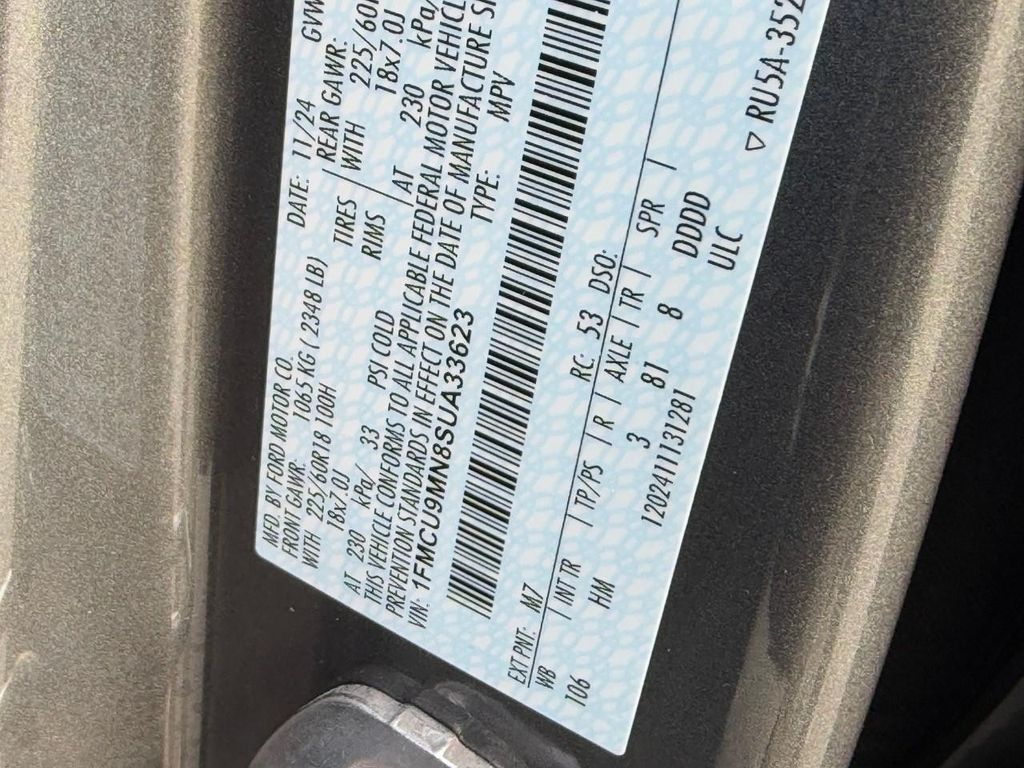 MFD. BY FORD MOTOR CO. DATE: 11/24 GVW
FRONT GAWR: 1065 KG ( 2348 LB) REAR GAWR:
WITH 225/60R18 100H TIRES WITH 225/60
18x7.0J RIMS 18x7.0J
AT 230 kPa/ 33 PSI COLD AT 230 kPa/
THIS VEHICLE CONFORMS TO ALL APPLICABLE FEDERAL MOTOR VEHICL
PREVENTION STANDARDS IN EFFECT ON THE DATE OF MANUFACTURE S
VIN: 1FMCU9MN8SUA33623 TYPE: MPV
EXT PNT: M7 RC: 53 DSO:
WB INT TR TP/PS R AXLE TR SPR
106 HM 3 81 8 DDDD
120241113​1281 ULC
▽ RU5A-352